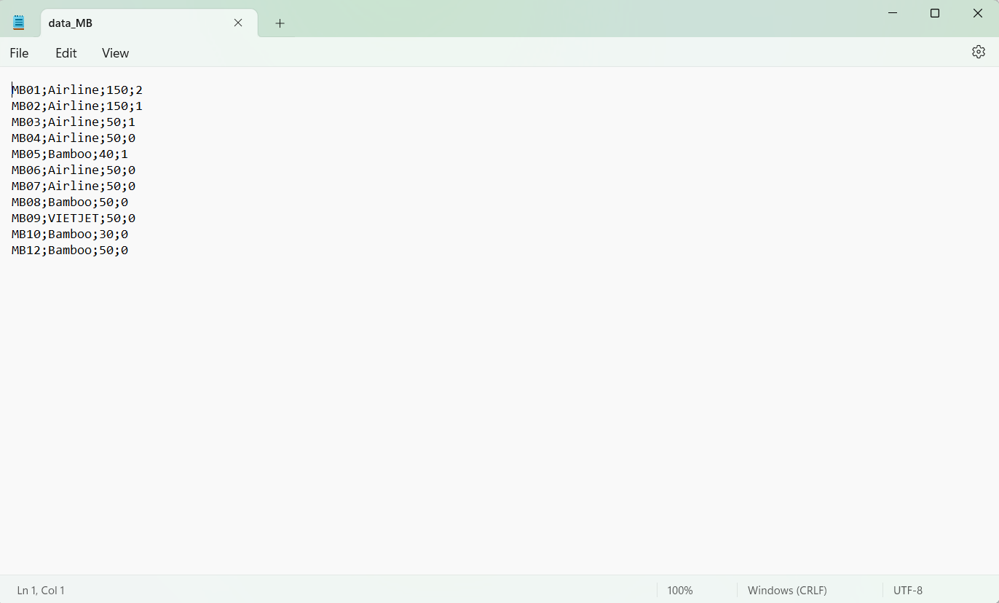 data_MB
File Edit View
MB01;Airline;150;2
MB02;Airline;150;1
MB03;Airline;50;1
MB04;Airline;50;0
MB05;Bamboo;40;1
MB06;Airline;50;0
MB07;Airline;50;0
MB08;Bamboo;50;0
MB09;VIETJET;50;0
MB10;Bamboo;30;0
MB12;Bamboo;50;0
Ln 1, Col 1 100% Windows (CRLF) UTF-8